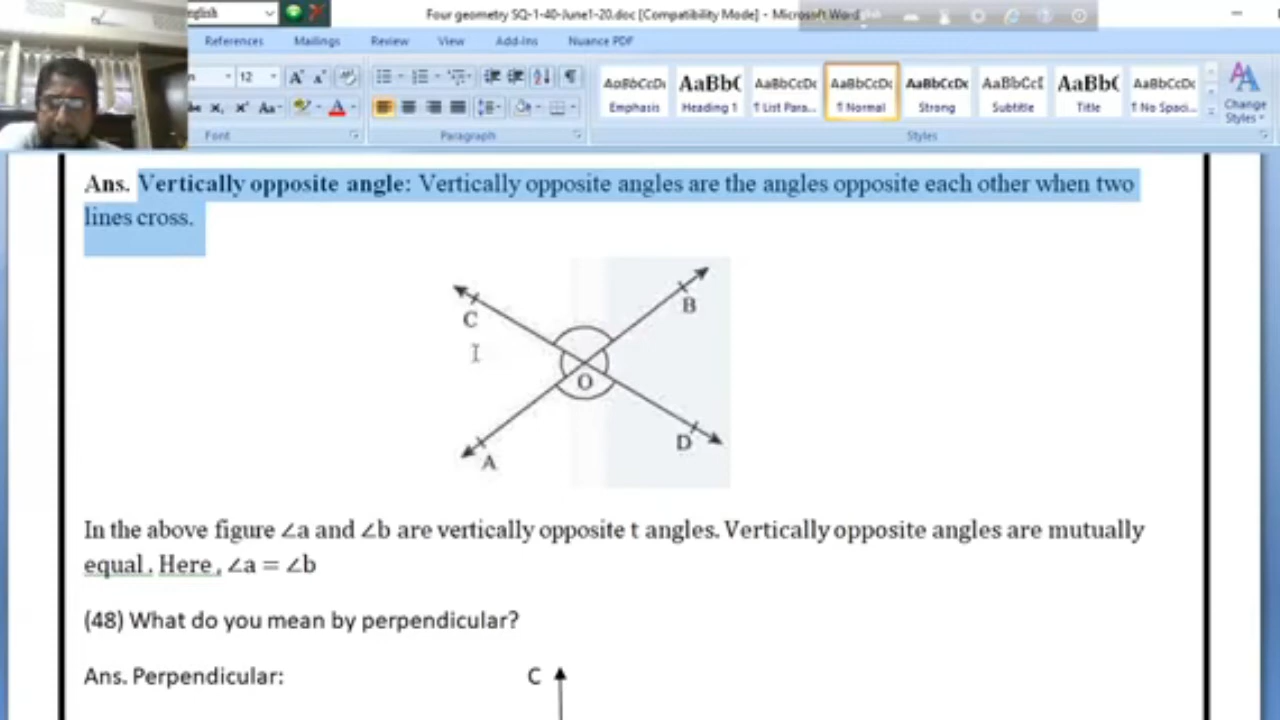 nglish
Four geometry SQ-1-40-June1-20.doc [Compatibility Mode] - Microsoft Word
References Mailings Review View Add-Ins Nuance PDF
12
AaBbCcDc AaBb( AaBbCcDc AaBbCcDc AaBbCcDc AaBbCcI AaBb( AaBbCcDc
Emphasis Heading 1 ¶ List Para... ¶ Normal Strong Subtitle Title ¶ No Spaci...
Change
Styles
Font Paragraph Styles
Ans. Vertically opposite angle: Vertically opposite angles are the angles opposite each other when two
lines cross.
C B
O
A D
In the above figure ∠a and ∠b are vertically opposite t angles. Vertically opposite angles are mutually
equal . Here , ∠a = ∠b
(48) What do you mean by perpendicular?
Ans. Perpendicular: C